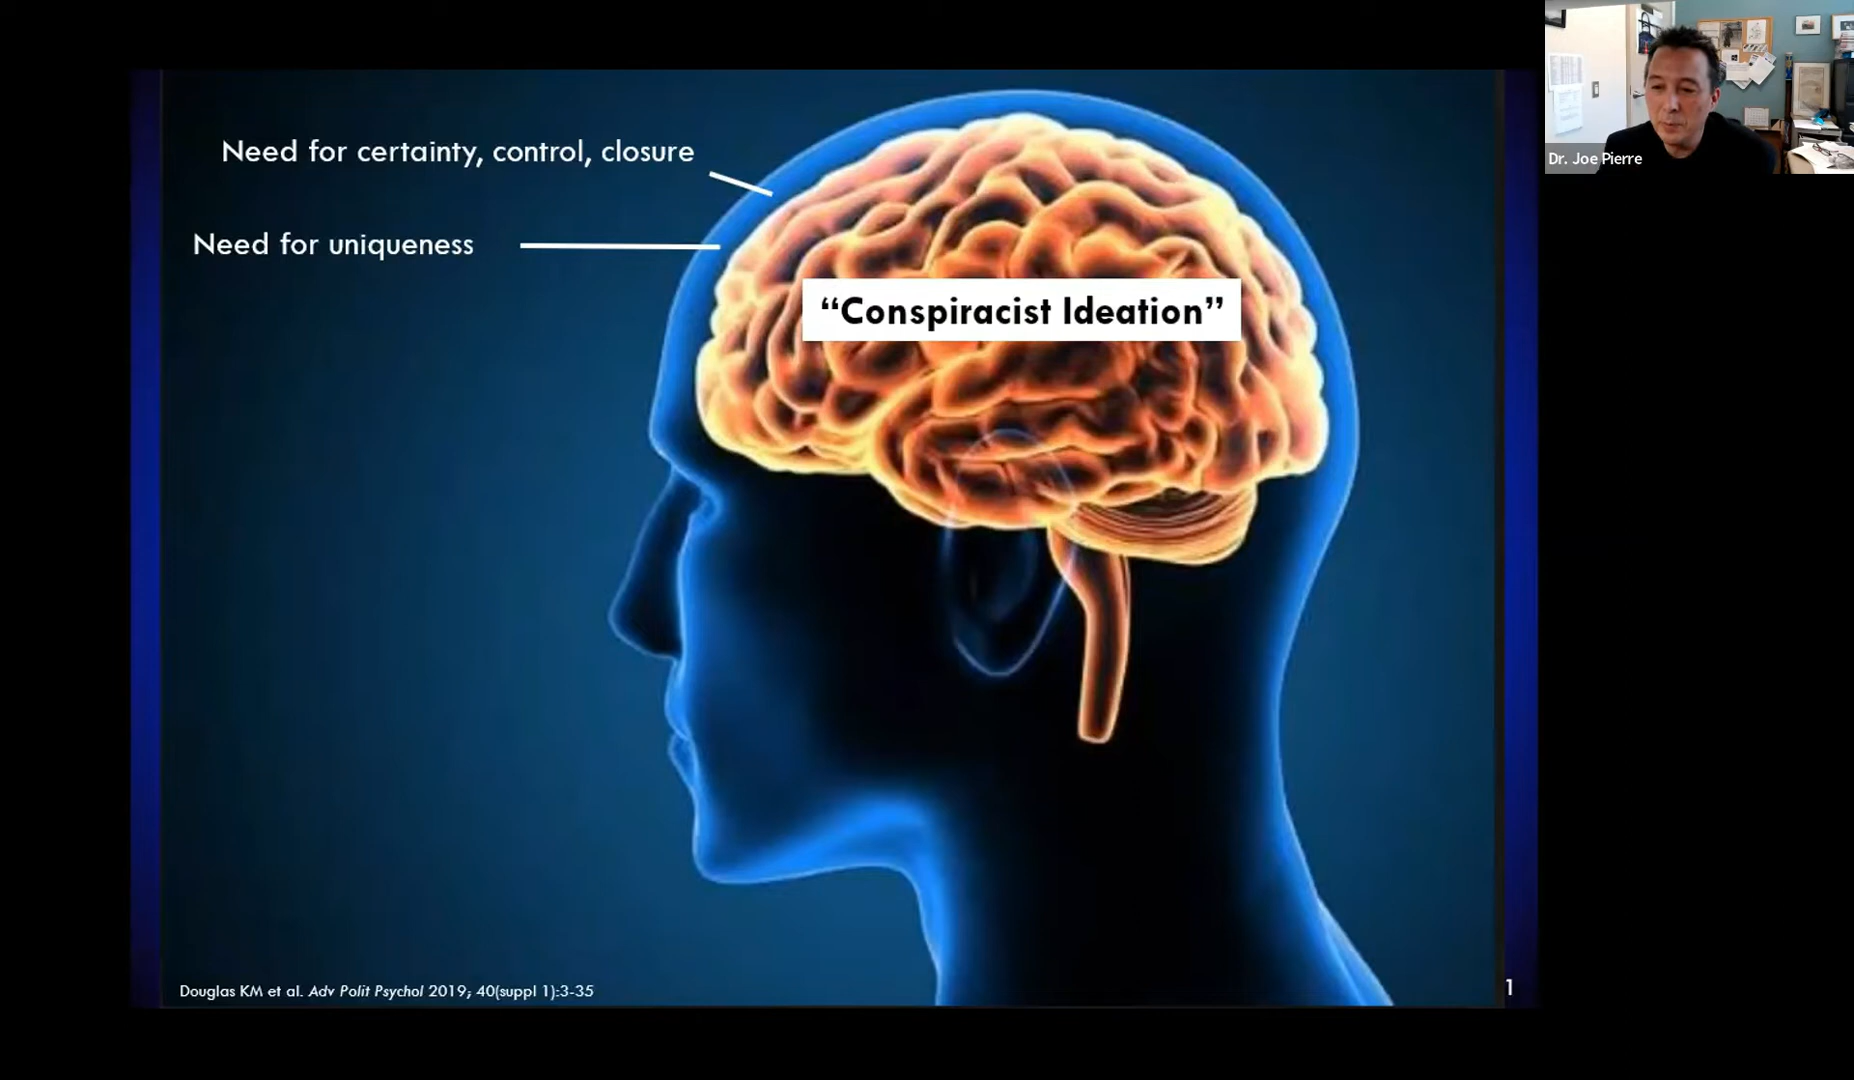 Need for certainty, control, closure
Need for uniqueness
“Conspiracist Ideation”
Douglas KM et al. Adv Polit Psychol 2019; 40(suppl 1):3-35
1
Dr. Joe Pierre